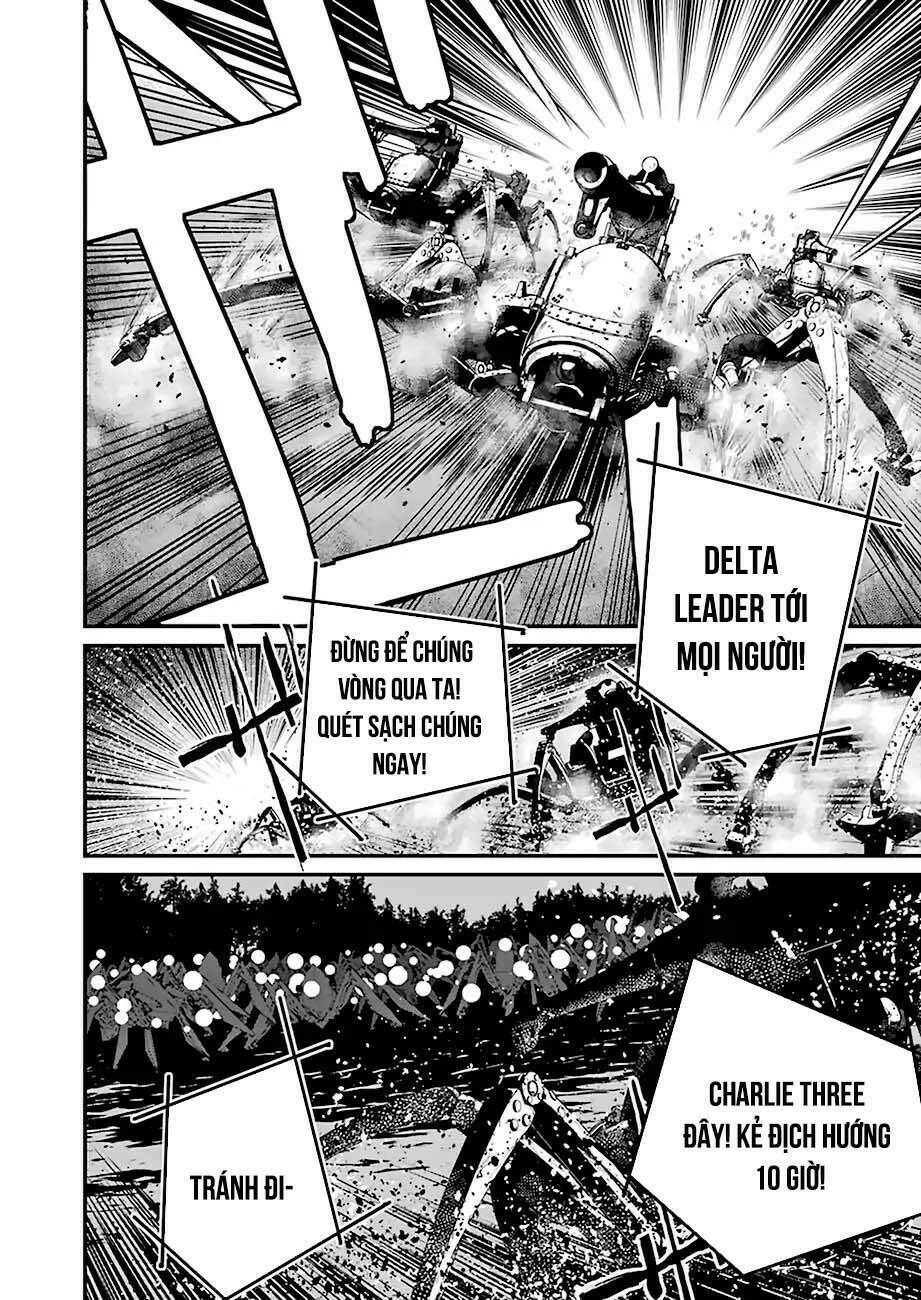 DELTA
LEADER TỚI
MỌI NGƯỜI!
ĐỪNG ĐỂ CHÚNG
VÒNG QUA TA!
QUÉT SẠCH CHÚNG
NGAY!
CHARLIE THREE
ĐÂY! KẺ ĐỊCH HƯỚNG
10 GIỜ!
TRÁNH ĐI-